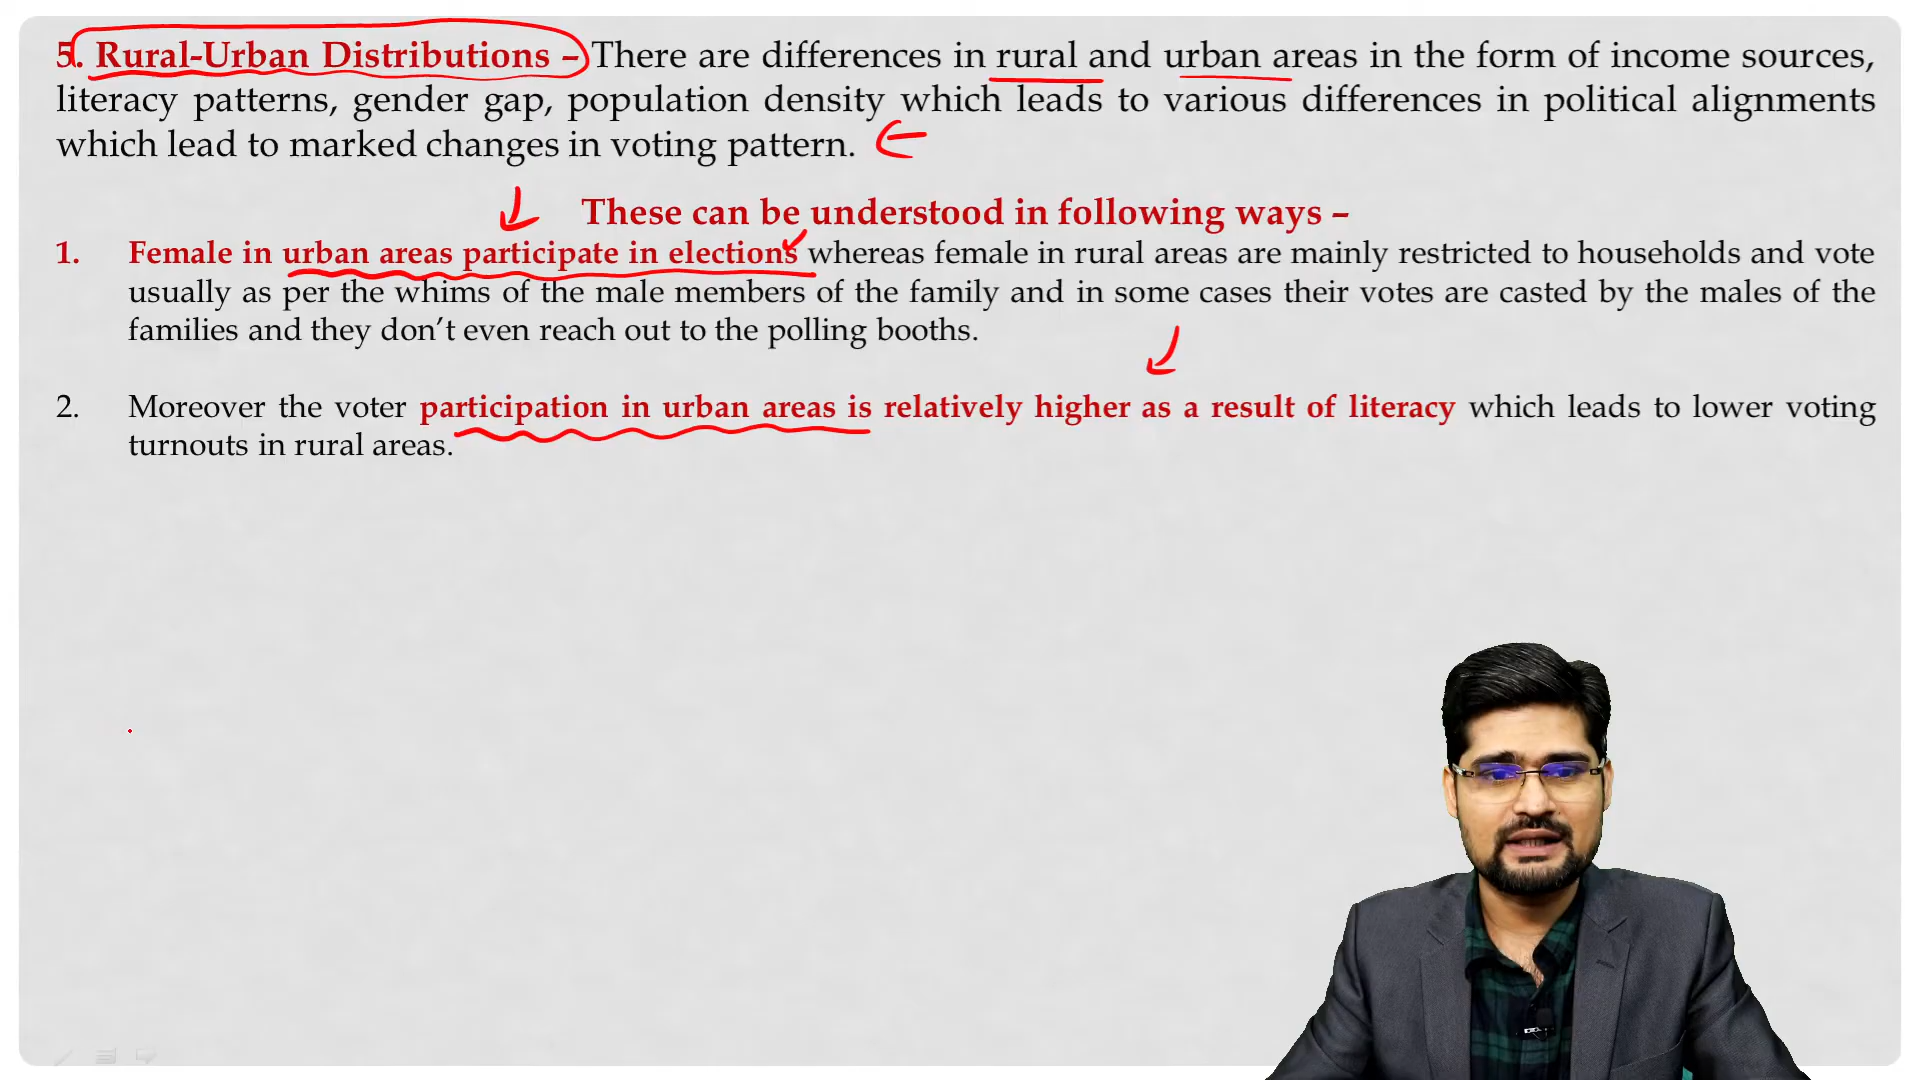 5. Rural-Urban Distributions – There are differences in rural and urban areas in the form of income sources,
literacy patterns, gender gap, population density which leads to various differences in political alignments
which lead to marked changes in voting pattern.
These can be understood in following ways –
1. Female in urban areas participate in elections whereas female in rural areas are mainly restricted to households and vote
usually as per the whims of the male members of the family and in some cases their votes are casted by the males of the
families and they don’t even reach out to the polling booths.
2. Moreover the voter participation in urban areas is relatively higher as a result of literacy which leads to lower voting
turnouts in rural areas.